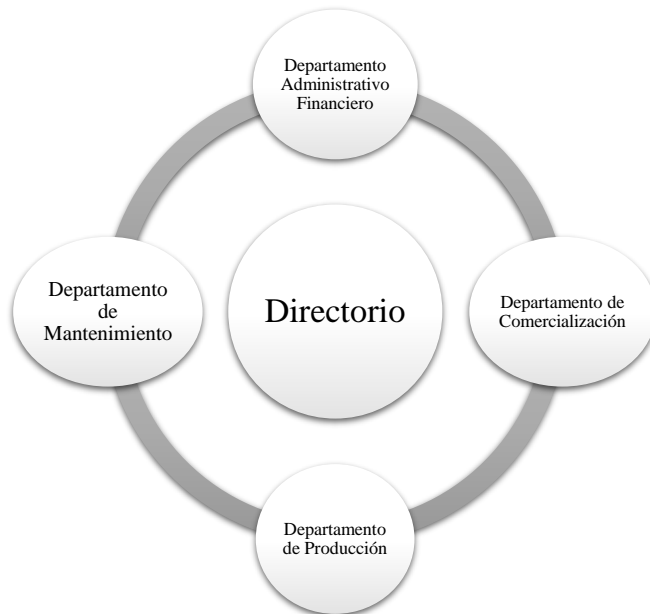 Departamento
Administrativo
Financiero
Departamento
de
Mantenimiento
Directorio
Departamento de
Comercialización
Departamento
de Producción